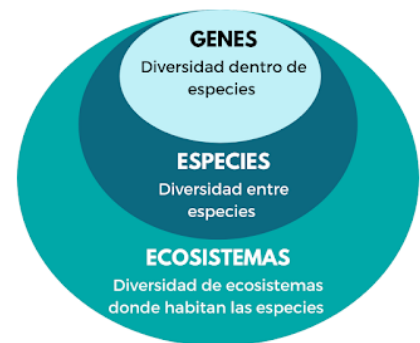 GENES
Diversidad dentro de
especies
ESPECIES
Diversidad entre
especies
ECOSISTEMAS
Diversidad de ecosistemas
donde habitan las especies